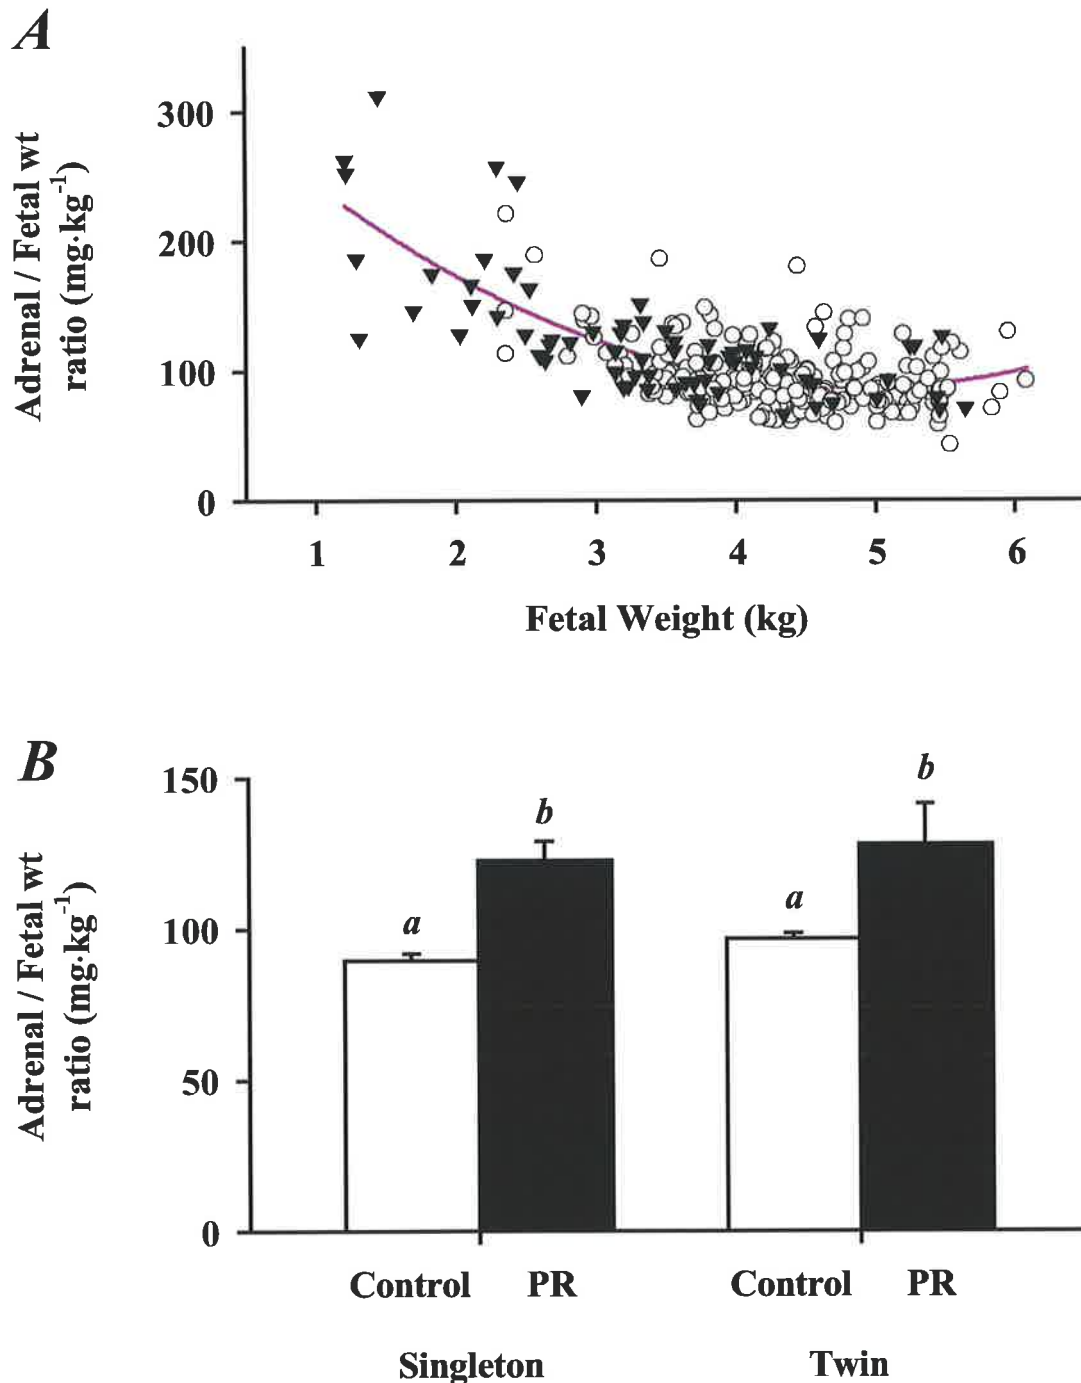 A
Adrenal / Fetal wt
ratio (mg·kg⁻¹)
300
200
100
0
1 2 3 4 5 6
Fetal Weight (kg)
B
Adrenal / Fetal wt
ratio (mg·kg⁻¹)
150
100
50
0
a b a b
Control PR Control PR
Singleton Twin